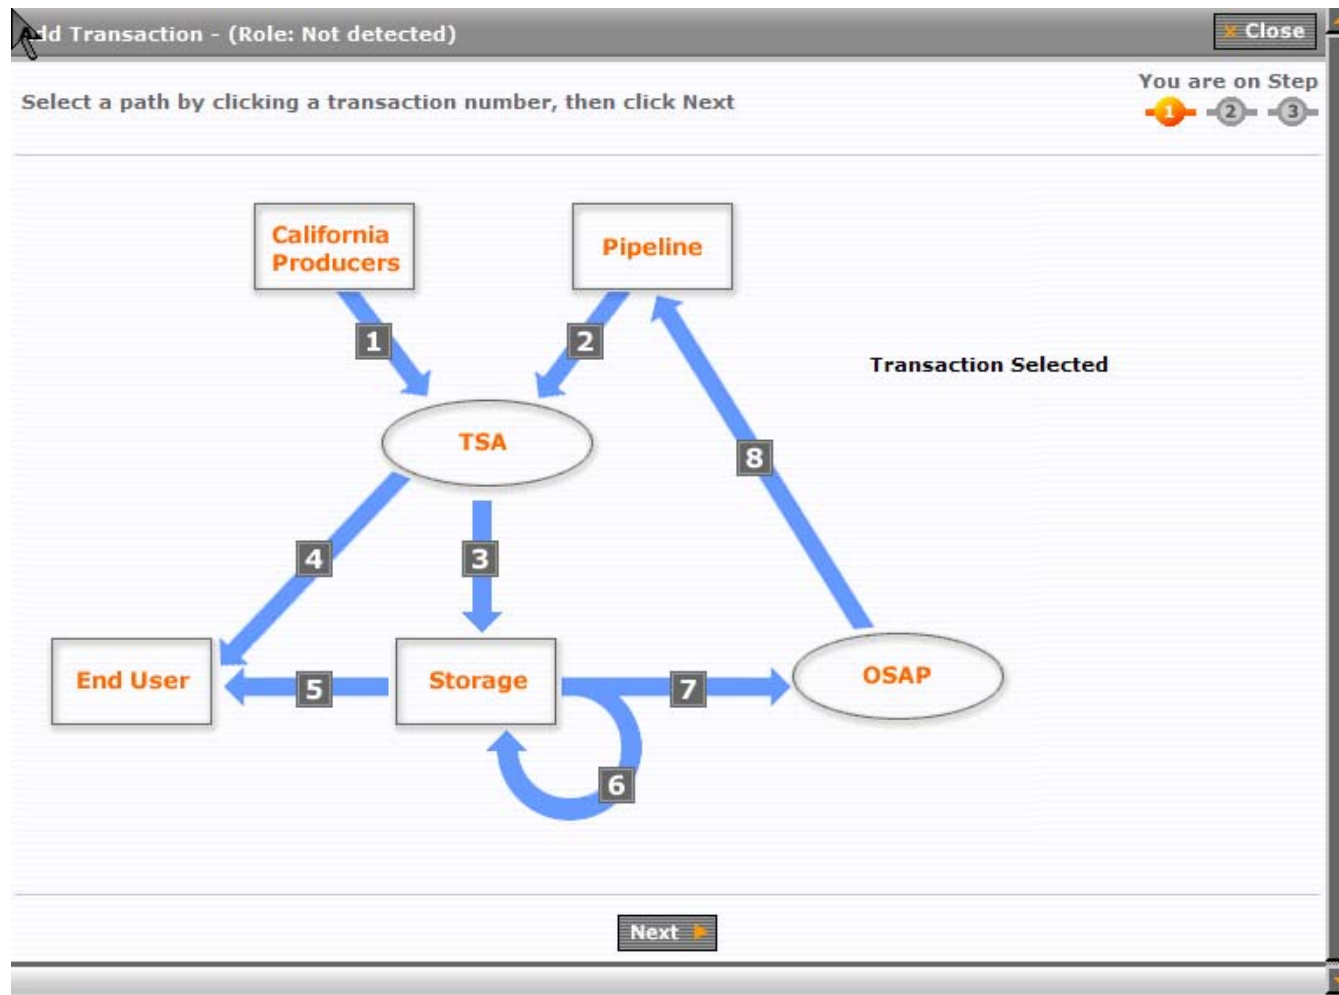 Add Transaction - (Role: Not detected)
Close
Select a path by clicking a transaction number, then click Next
You are on Step
1 2 3
California
Producers
Pipeline
1
2
Transaction Selected
TSA
8
4
3
End User
5
Storage
7
OSAP
6
Next